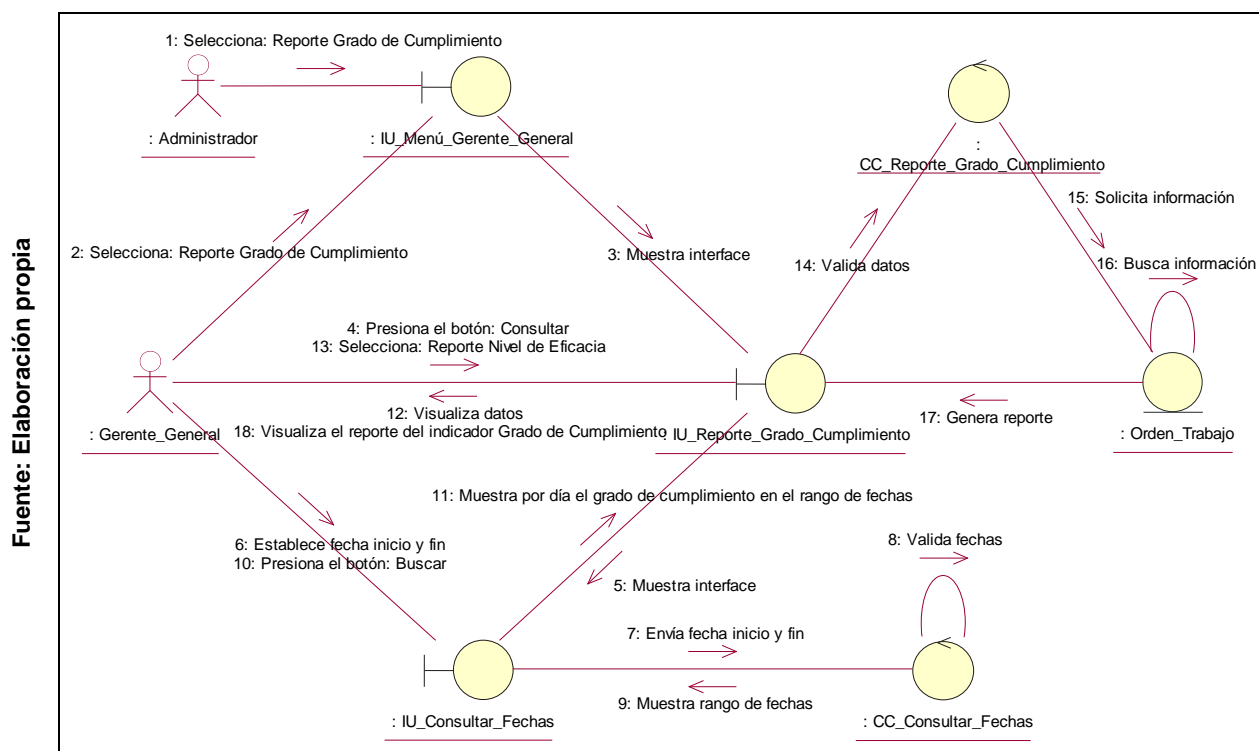 Fuente: Elaboración propia
1: Selecciona: Reporte Grado de Cumplimiento
: Administrador
: IU_Menú_Gerente_General
:
CC_Reporte_Grado_Cumplimiento
15: Solicita información
2: Selecciona: Reporte Grado de Cumplimiento
3: Muestra interface
14: Valida datos
16: Busca información
4: Presiona el botón: Consultar
13: Selecciona: Reporte Nivel de Eficacia
12: Visualiza datos
17: Genera reporte
: Gerente_General
18: Visualiza el reporte del indicador Grado de Cumplimiento
: IU_Reporte_Grado_Cumplimiento
: Orden_Trabajo
11: Muestra por día el grado de cumplimiento en el rango de fechas
6: Establece fecha inicio y fin
10: Presiona el botón: Buscar
8: Valida fechas
5: Muestra interface
7: Envía fecha inicio y fin
9: Muestra rango de fechas
: IU_Consultar_Fechas
: CC_Consultar_Fechas